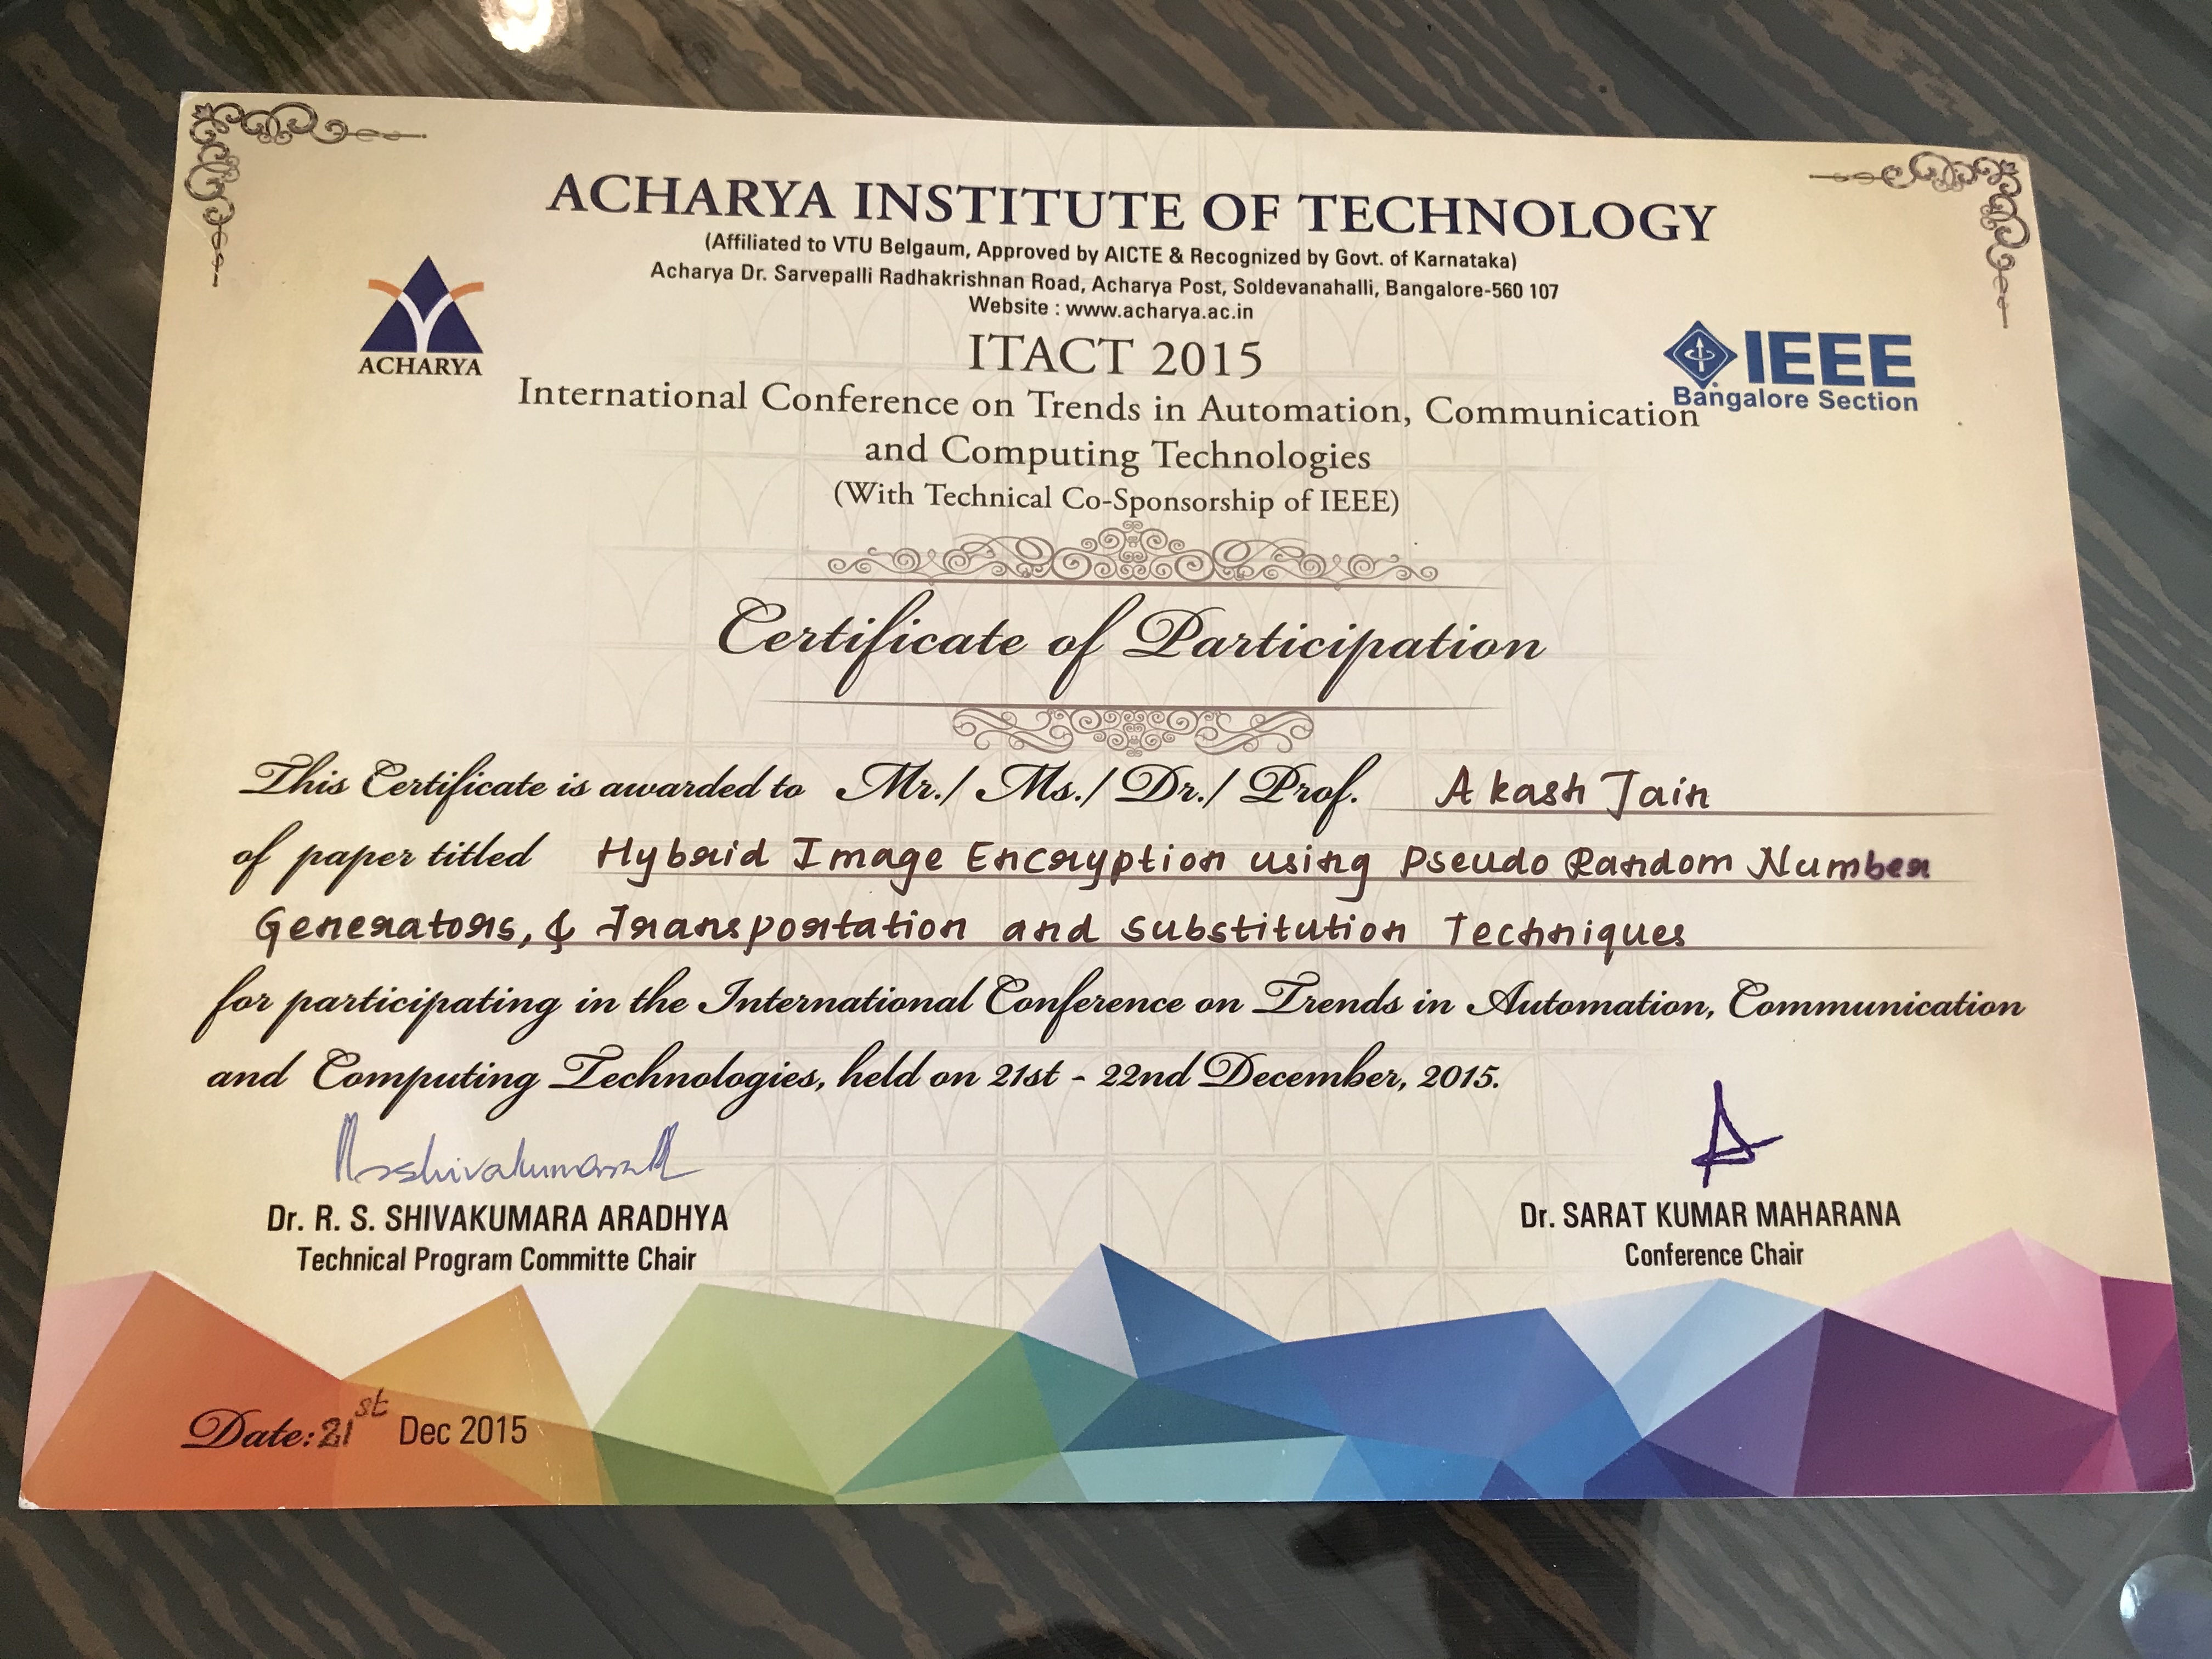 ACHARYA INSTITUTE OF TECHNOLOGY
(Affiliated to VTU Belgaum, Approved by AICTE & Recognized by Govt. of Karnataka)
Acharya Dr. Sarvepalli Radhakrishnan Road, Acharya Post, Soldevanahalli, Bangalore-560 107
Website : www.acharya.ac.in
ACHARYA
ITACT 2015
IEEE
Bangalore Section
International Conference on Trends in Automation, Communication
and Computing Technologies
(With Technical Co-Sponsorship of IEEE)
Certificate of Participation
This Certificate is awarded to Mr./ Ms./ Dr./ Prof. Akash Jain
of paper titled Hybrid Image Encryption using Pseudo Random Number
Generators, & Transportation and Substitution Techniques
for participating in the International Conference on Trends in Automation, Communication
and Computing Technologies, held on 21st - 22nd December, 2015.
Dr. R. S. SHIVAKUMARA ARADHYA
Technical Program Committe Chair
Dr. SARAT KUMAR MAHARANA
Conference Chair
Date: 21st Dec 2015